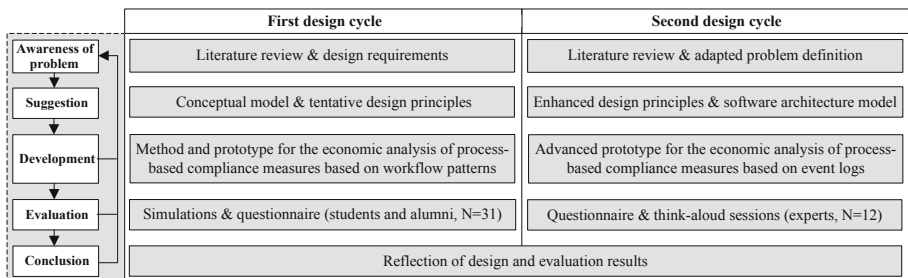 First design cycle
Second design cycle
Awareness of
problem
Literature review & design requirements
Literature review & adapted problem definition
Suggestion
Conceptual model & tentative design principles
Enhanced design principles & software architecture model
Development
Method and prototype for the economic analysis of process-
based compliance measures based on workflow patterns
Advanced prototype for the economic analysis of process-
based compliance measures based on event logs
Evaluation
Simulations & questionnaire (students and alumni, N=31)
Questionnaire & think-aloud sessions (experts, N=12)
Conclusion
Reflection of design and evaluation results